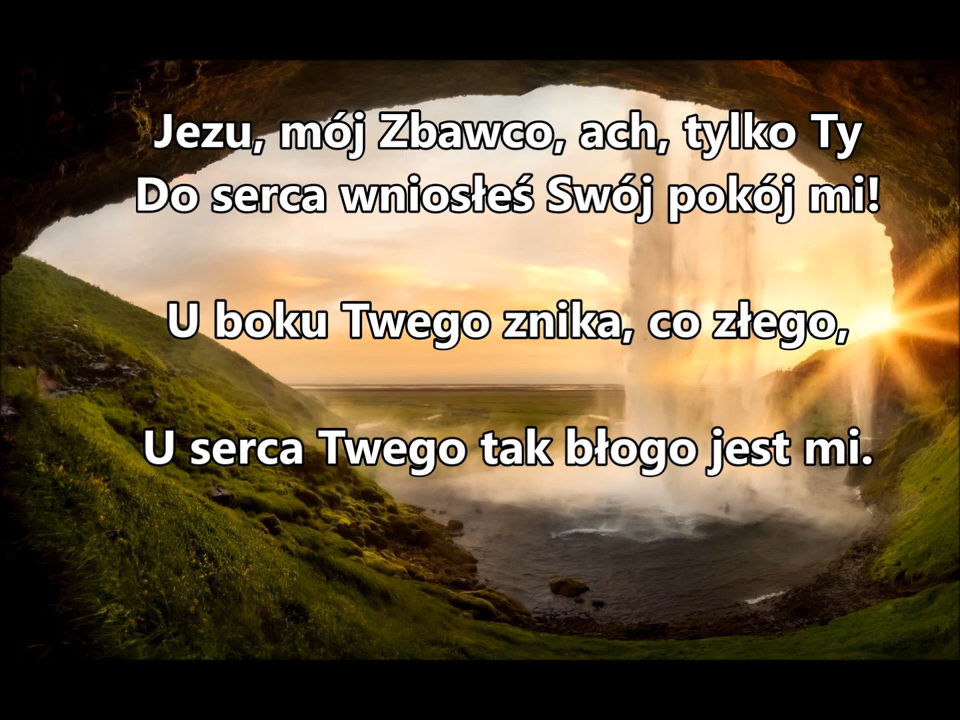 Jezu, mój Zbawco, ach, tylko Ty
Do serca wniosłeś Swój pokój mi!
U boku Twego znika, co złego,
U serca Twego tak błogo jest mi.